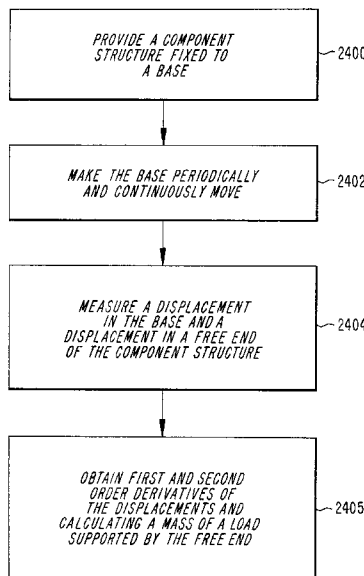 PROVIDE A COMPONENT
STRUCTURE FIXED TO
A BASE
2400
MAKE THE BASE PERIODICALLY
AND CONTINUOUSLY MOVE
2402
MEASURE A DISPLACEMENT
IN THE BASE AND A
DISPLACEMENT IN A FREE END
OF THE COMPONENT STRUCTURE
2404
OBTAIN FIRST AND SECOND
ORDER DERIVATIVES OF
THE DISPLACEMENTS AND
CALCULATING A MASS OF A LOAD
SUPPORTED BY THE FREE END
2405